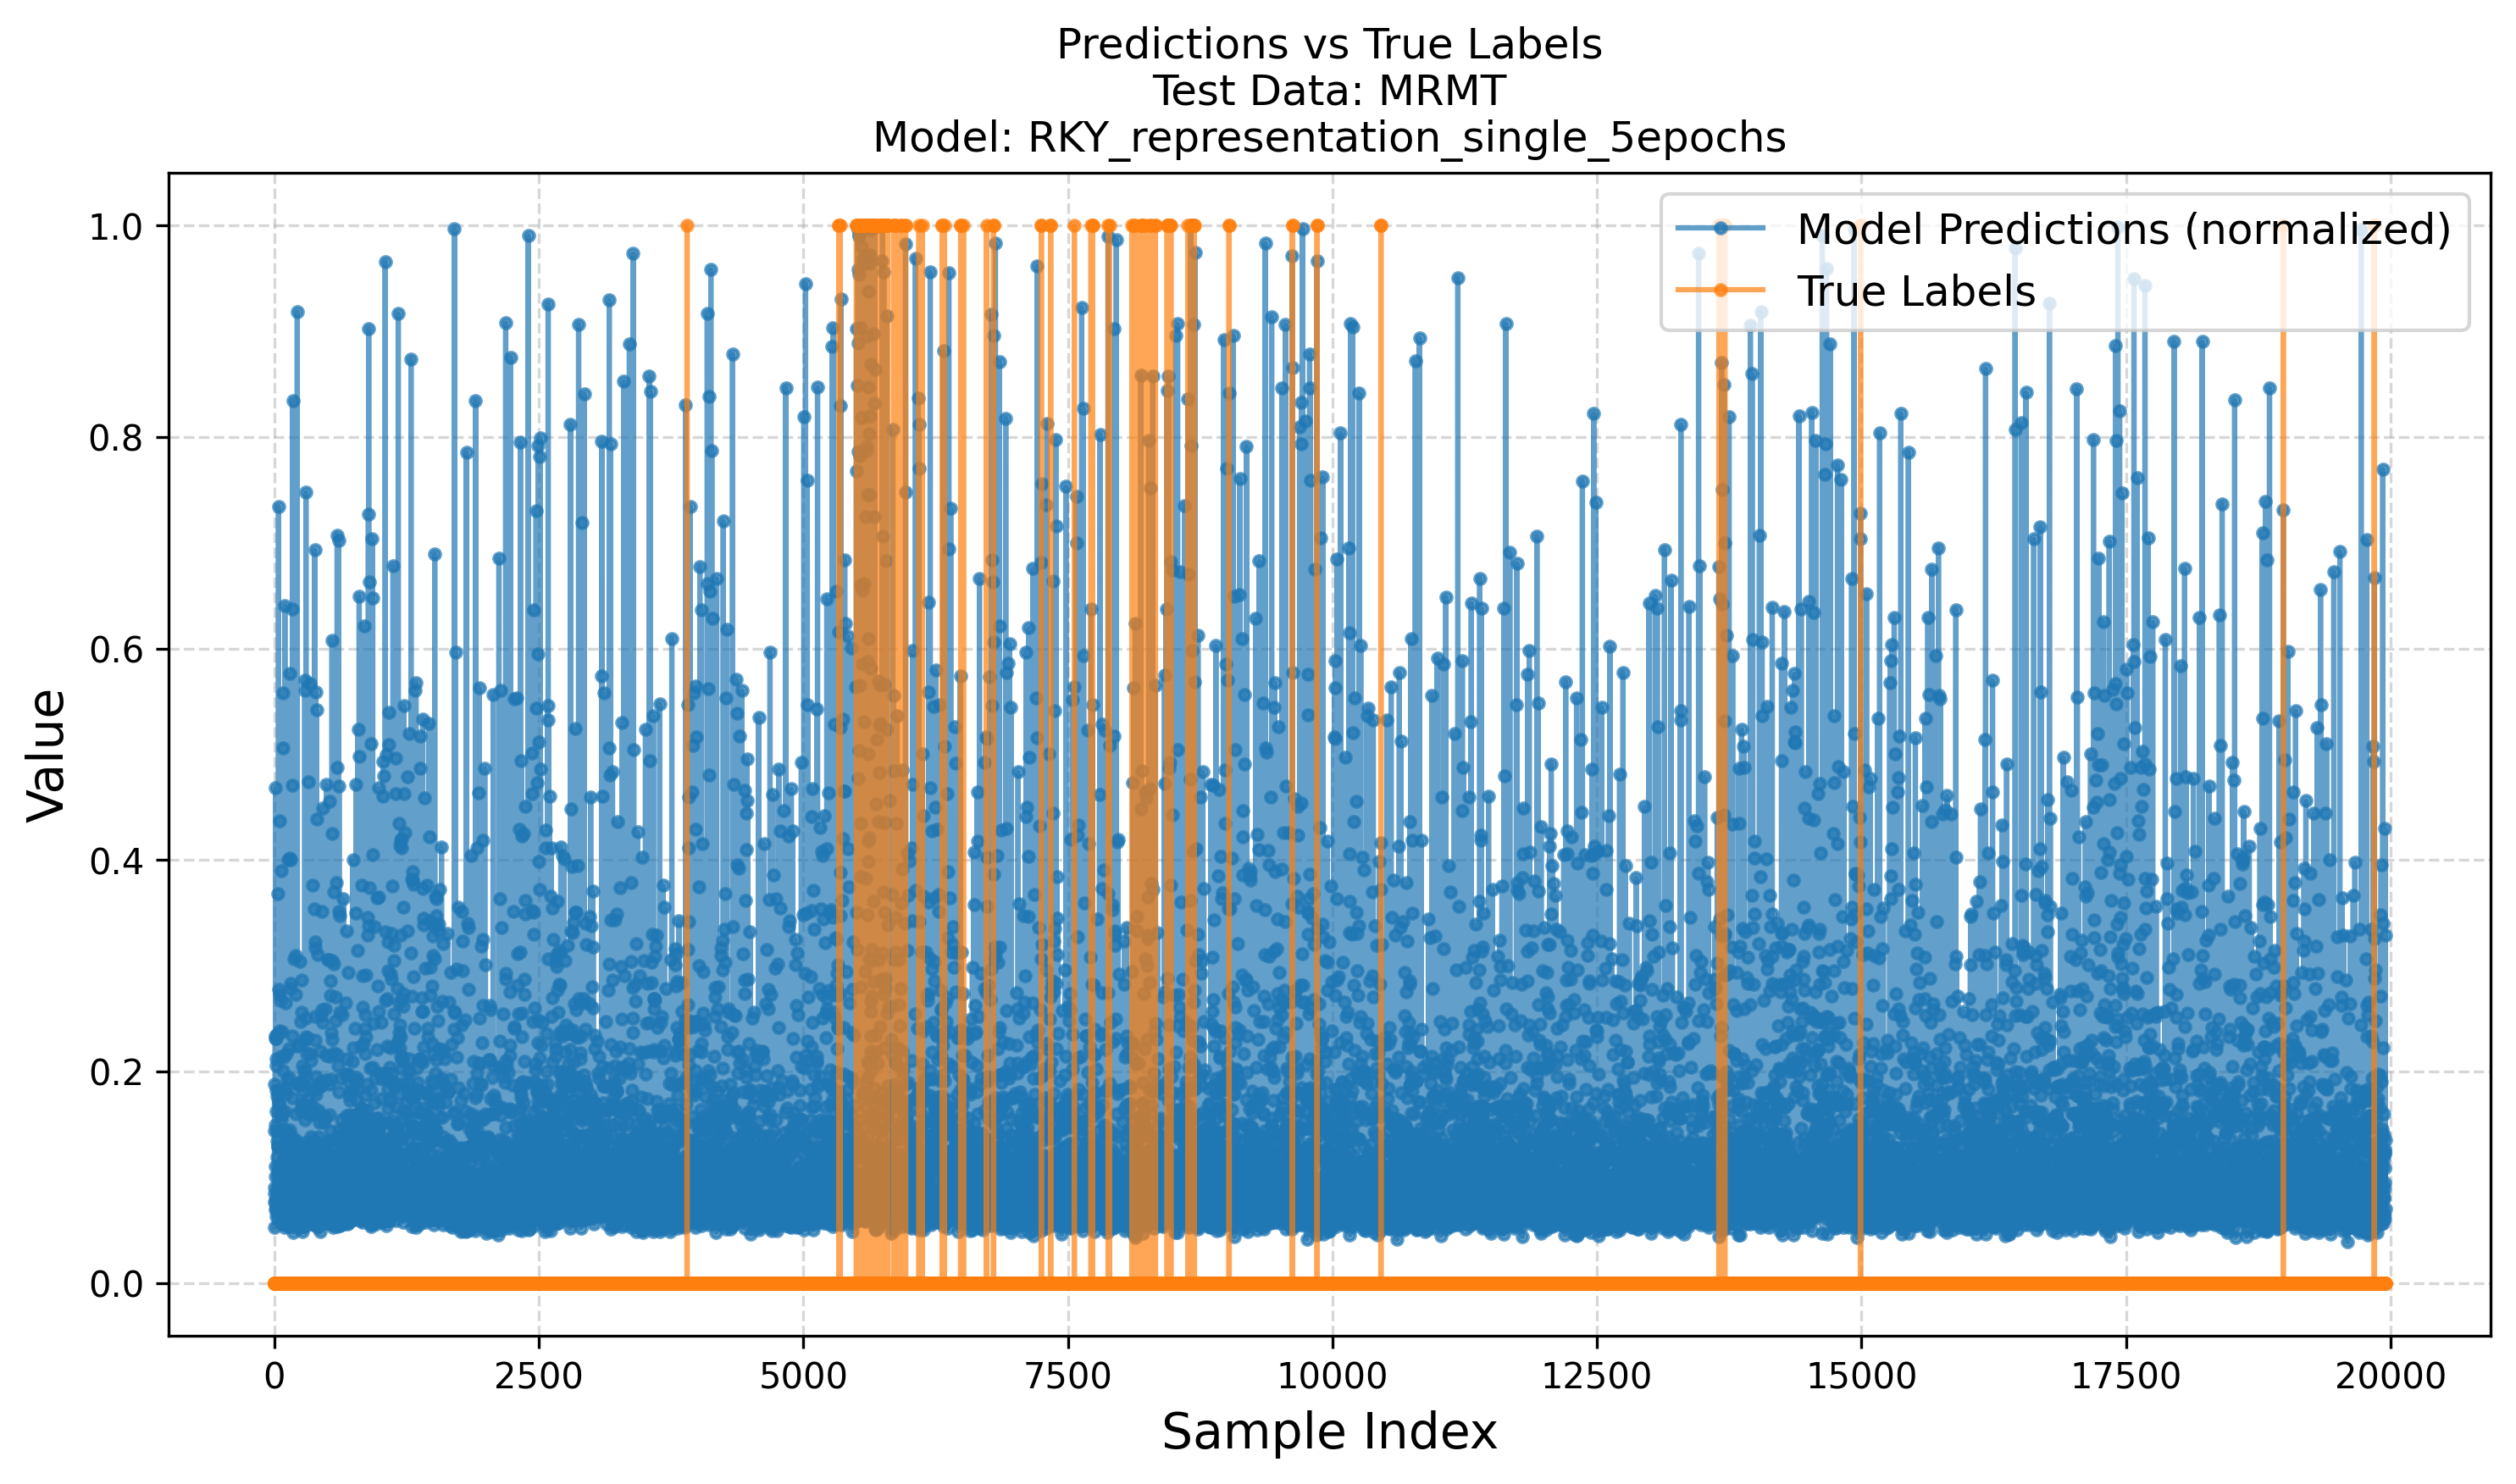 Predictions vs True Labels
Test Data: MRMT
Model: RKY_representation_single_5epochs
Model Predictions (normalized)
True Labels
Value
1.0
0.8
0.6
0.4
0.2
0.0
0 2500 5000 7500 10000 12500 15000 17500 20000
Sample Index